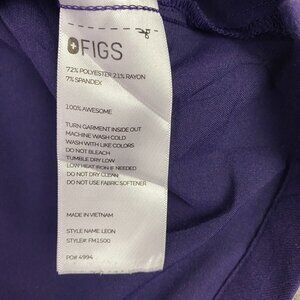 FIGS
72% POLYESTER 21% RAYON
7% SPANDEX
100% AWESOME
TURN GARMENT INSIDE OUT
MACHINE WASH COLD
WASH WITH LIKE COLORS
DO NOT BLEACH
TUMBLE DRY LOW
LOW HEAT IRON IF NEEDED
DO NOT DRY CLEAN
DO NOT USE FABRIC SOFTENER
MADE IN VIETNAM
STYLE NAME: LEON
STYLE#: FM1500
PO# 4994